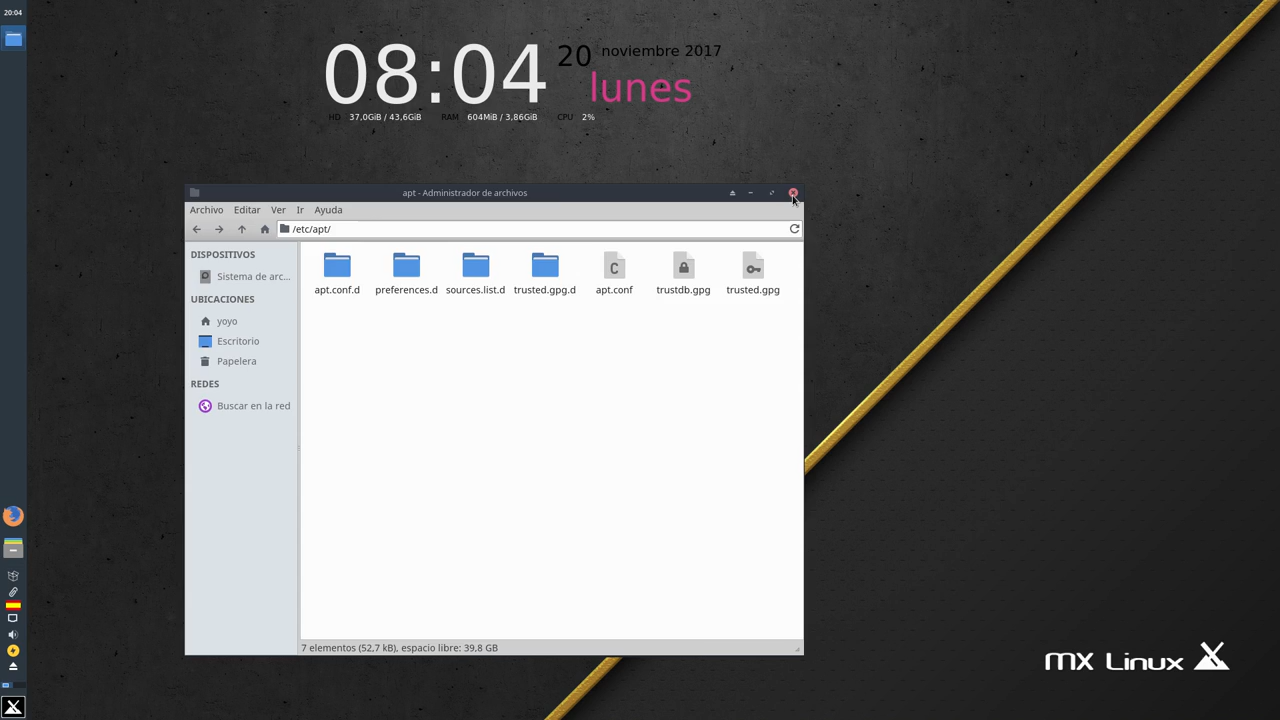 20:04
08:04
20 noviembre 2017
lunes
HD 37,0GiB / 43,6GiB RAM 604MiB / 3,86GiB CPU 2%
apt - Administrador de archivos
Archivo Editar Ver Ir Ayuda
/etc/apt/
DISPOSITIVOS
Sistema de arc...
UBICACIONES
yoyo
Escritorio
Papelera
REDES
Buscar en la red
apt.conf.d preferences.d sources.list.d trusted.gpg.d apt.conf trustdb.gpg trusted.gpg
C
7 elementos (52,7 kB), espacio libre: 39,8 GB
MX Linux